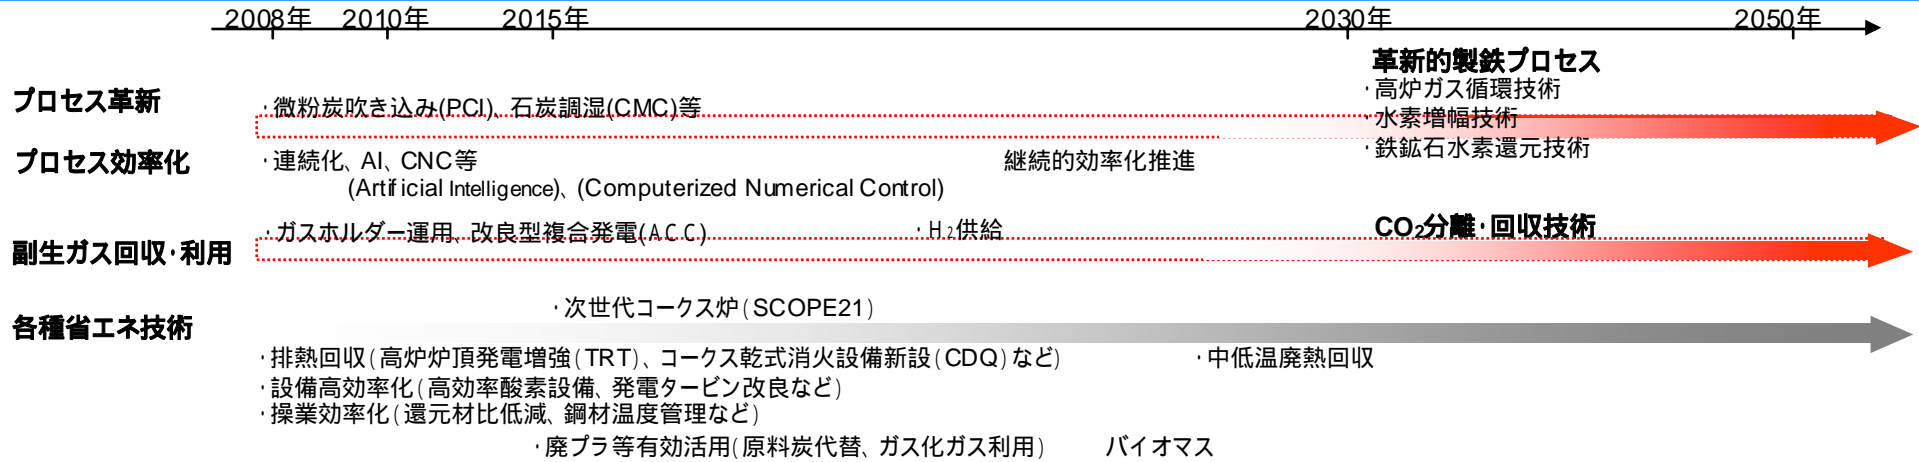 2008年 2010年 2015年 2030年 2050年
革新的製鉄プロセス
・高炉ガス循環技術
プロセス革新 ・微粉炭吹き込み(PCI)、石炭調湿(CMC)等
・水素増幅技術
・鉄鉱石水素還元技術
プロセス効率化 ・連続化、AI、CNC等 継続的効率化推進
(Artificial Intelligence)、(Computerized Numerical Control)
CO₂分離・回収技術
・ガスホルダー運用、改良型複合発電(ACC) ・H₂供給
副生ガス回収・利用
・次世代コークス炉(SCOPE21)
各種省エネ技術
・排熱回収(高炉炉頂発電増強(TRT)、コークス乾式消火設備新設(CDQ)など) ・中低温廃熱回収
・設備高効率化(高効率酸素設備、発電タービン改良など)
・操業効率化(還元材比低減、鋼材温度管理など)
・廃プラ等有効活用(原料炭代替、ガス化ガス利用) バイオマス